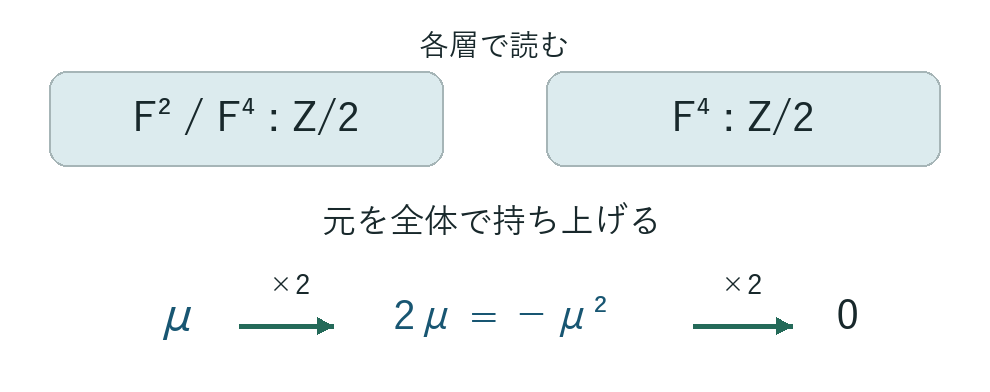 各層で読む
F² / F⁴ : Z/2
F⁴ : Z/2
元を全体で持ち上げる
×2 ×2
μ 2μ = − μ² 0